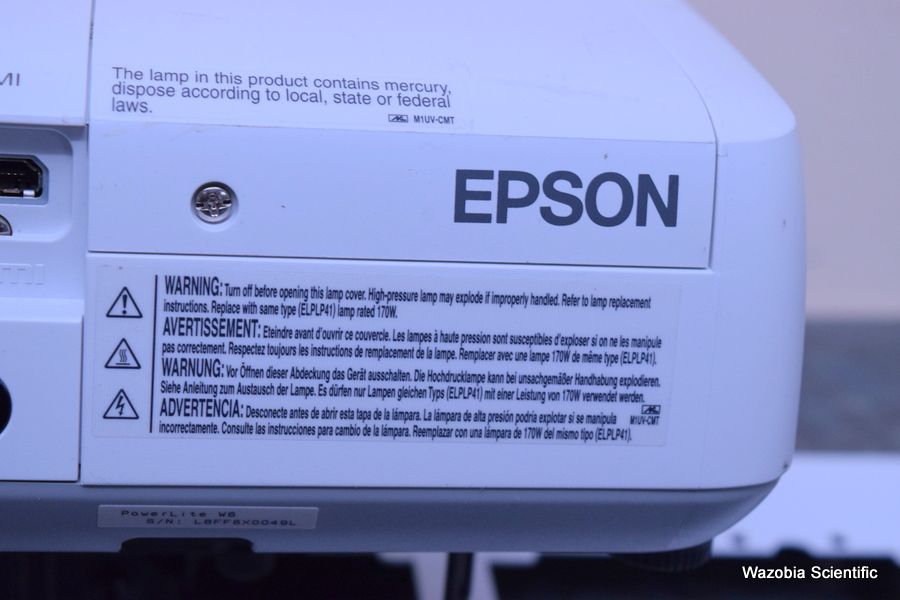 MI
The lamp in this product contains mercury,
dispose according to local, state or federal
laws.
M1UV-CMT
EPSON
WARNING: Turn off before opening this lamp cover. High-pressure lamp may explode if improperly handled. Refer to lamp replacement
instructions. Replace with same type (ELPLP41) lamp rated 170W.
AVERTISSEMENT: Eteindre avant d'ouvrir ce couvercle. Les lampes à haute pression sont susceptibles d'exploser si on ne les manipule
pas correctement. Respectez toujours les instructions de remplacement de la lampe. Remplacer avec une lampe 170W de même type (ELPLP41).
WARNUNG: Vor Öffnen dieser Abdeckung das Gerät ausschalten. Die Hochdrucklampe kann bei unsachgemäßer Handhabung explodieren.
Siehe Anleitung zum Austausch der Lampe. Es dürfen nur Lampen gleichen Typs (ELPLP41) mit einer Leistung von 170W verwendet werden.
ADVERTENCIA: Desconecte antes de abrir esta tapa de la lámpara. La lámpara de alta presión podría explotar si se manipula
incorrectamente. Consulte las instrucciones para cambio de la lámpara. Reemplazar con una lámpara de 170W del mismo tipo (ELPLP41).
M1UV-CMT
PowerLite W6
S/N: L8FF8X0049L
Wazobia Scientific